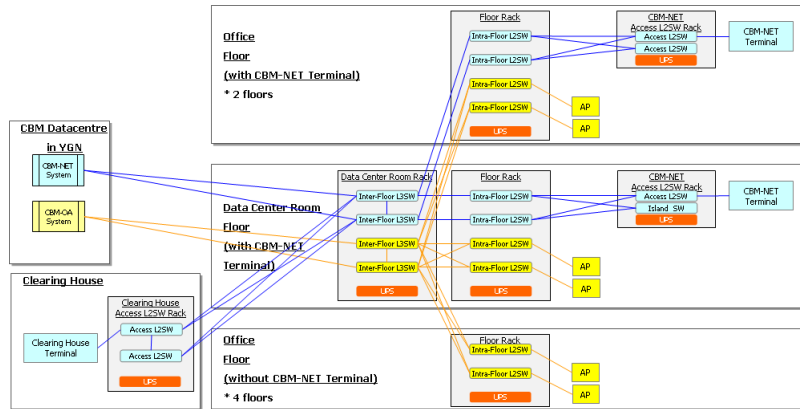 Office
Floor
(with CBM-NET Terminal)
* 2 floors
Floor Rack
Intra-Floor L2SW
Intra-Floor L2SW
Intra-Floor L2SW
Intra-Floor L2SW
UPS
AP
AP
CBM-NET
Access L2SW Rack
Access L2SW
Access L2SW
UPS
CBM-NET
Terminal
CBM Datacentre
in YGN
CBM-NET
System
CBM-OA
System
Data Center Room
Floor
(with CBM-NET
Terminal)
Data Center Room Rack
Inter-Floor L3SW
Inter-Floor L3SW
Inter-Floor L3SW
Inter-Floor L3SW
UPS
Floor Rack
Intra-Floor L2SW
Intra-Floor L2SW
Intra-Floor L2SW
Intra-Floor L2SW
UPS
AP
AP
CBM-NET
Access L2SW Rack
Access L2SW
Island SW
UPS
CBM-NET
Terminal
Clearing House
Clearing House
Access L2SW Rack
Access L2SW
Access L2SW
UPS
Clearing House
Terminal
Office
Floor
(without CBM-NET Terminal)
* 4 floors
Floor Rack
Intra-Floor L2SW
Intra-Floor L2SW
UPS
AP
AP